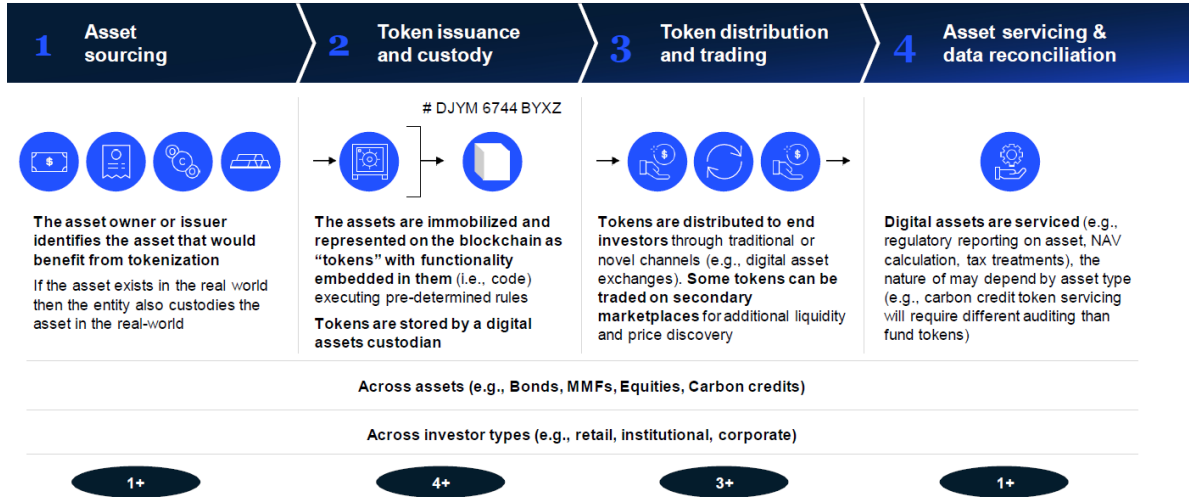 1
Asset
sourcing
2
Token issuance
and custody
3
Token distribution
and trading
4
Asset servicing &
data reconciliation
$
C
O
O
# DJYM 6744 BYXZ
$
$
The asset owner or issuer
identifies the asset that would
benefit from tokenization
If the asset exists in the real world
then the entity also custodies the
asset in the real-world
The assets are immobilized and
represented on the blockchain as
“tokens” with functionality
embedded in them (i.e., code)
executing pre-determined rules
Tokens are stored by a digital
assets custodian
Tokens are distributed to end
investors through traditional or
novel channels (e.g., digital asset
exchanges). Some tokens can be
traded on secondary
marketplaces for additional liquidity
and price discovery
Digital assets are serviced (e.g.,
regulatory reporting on asset, NAV
calculation, tax treatments), the
nature of may depend by asset type
(e.g., carbon credit token servicing
will require different auditing than
fund tokens)
Across assets (e.g., Bonds, MMFs, Equities, Carbon credits)
Across investor types (e.g., retail, institutional, corporate)
1+
4+
3+
1+